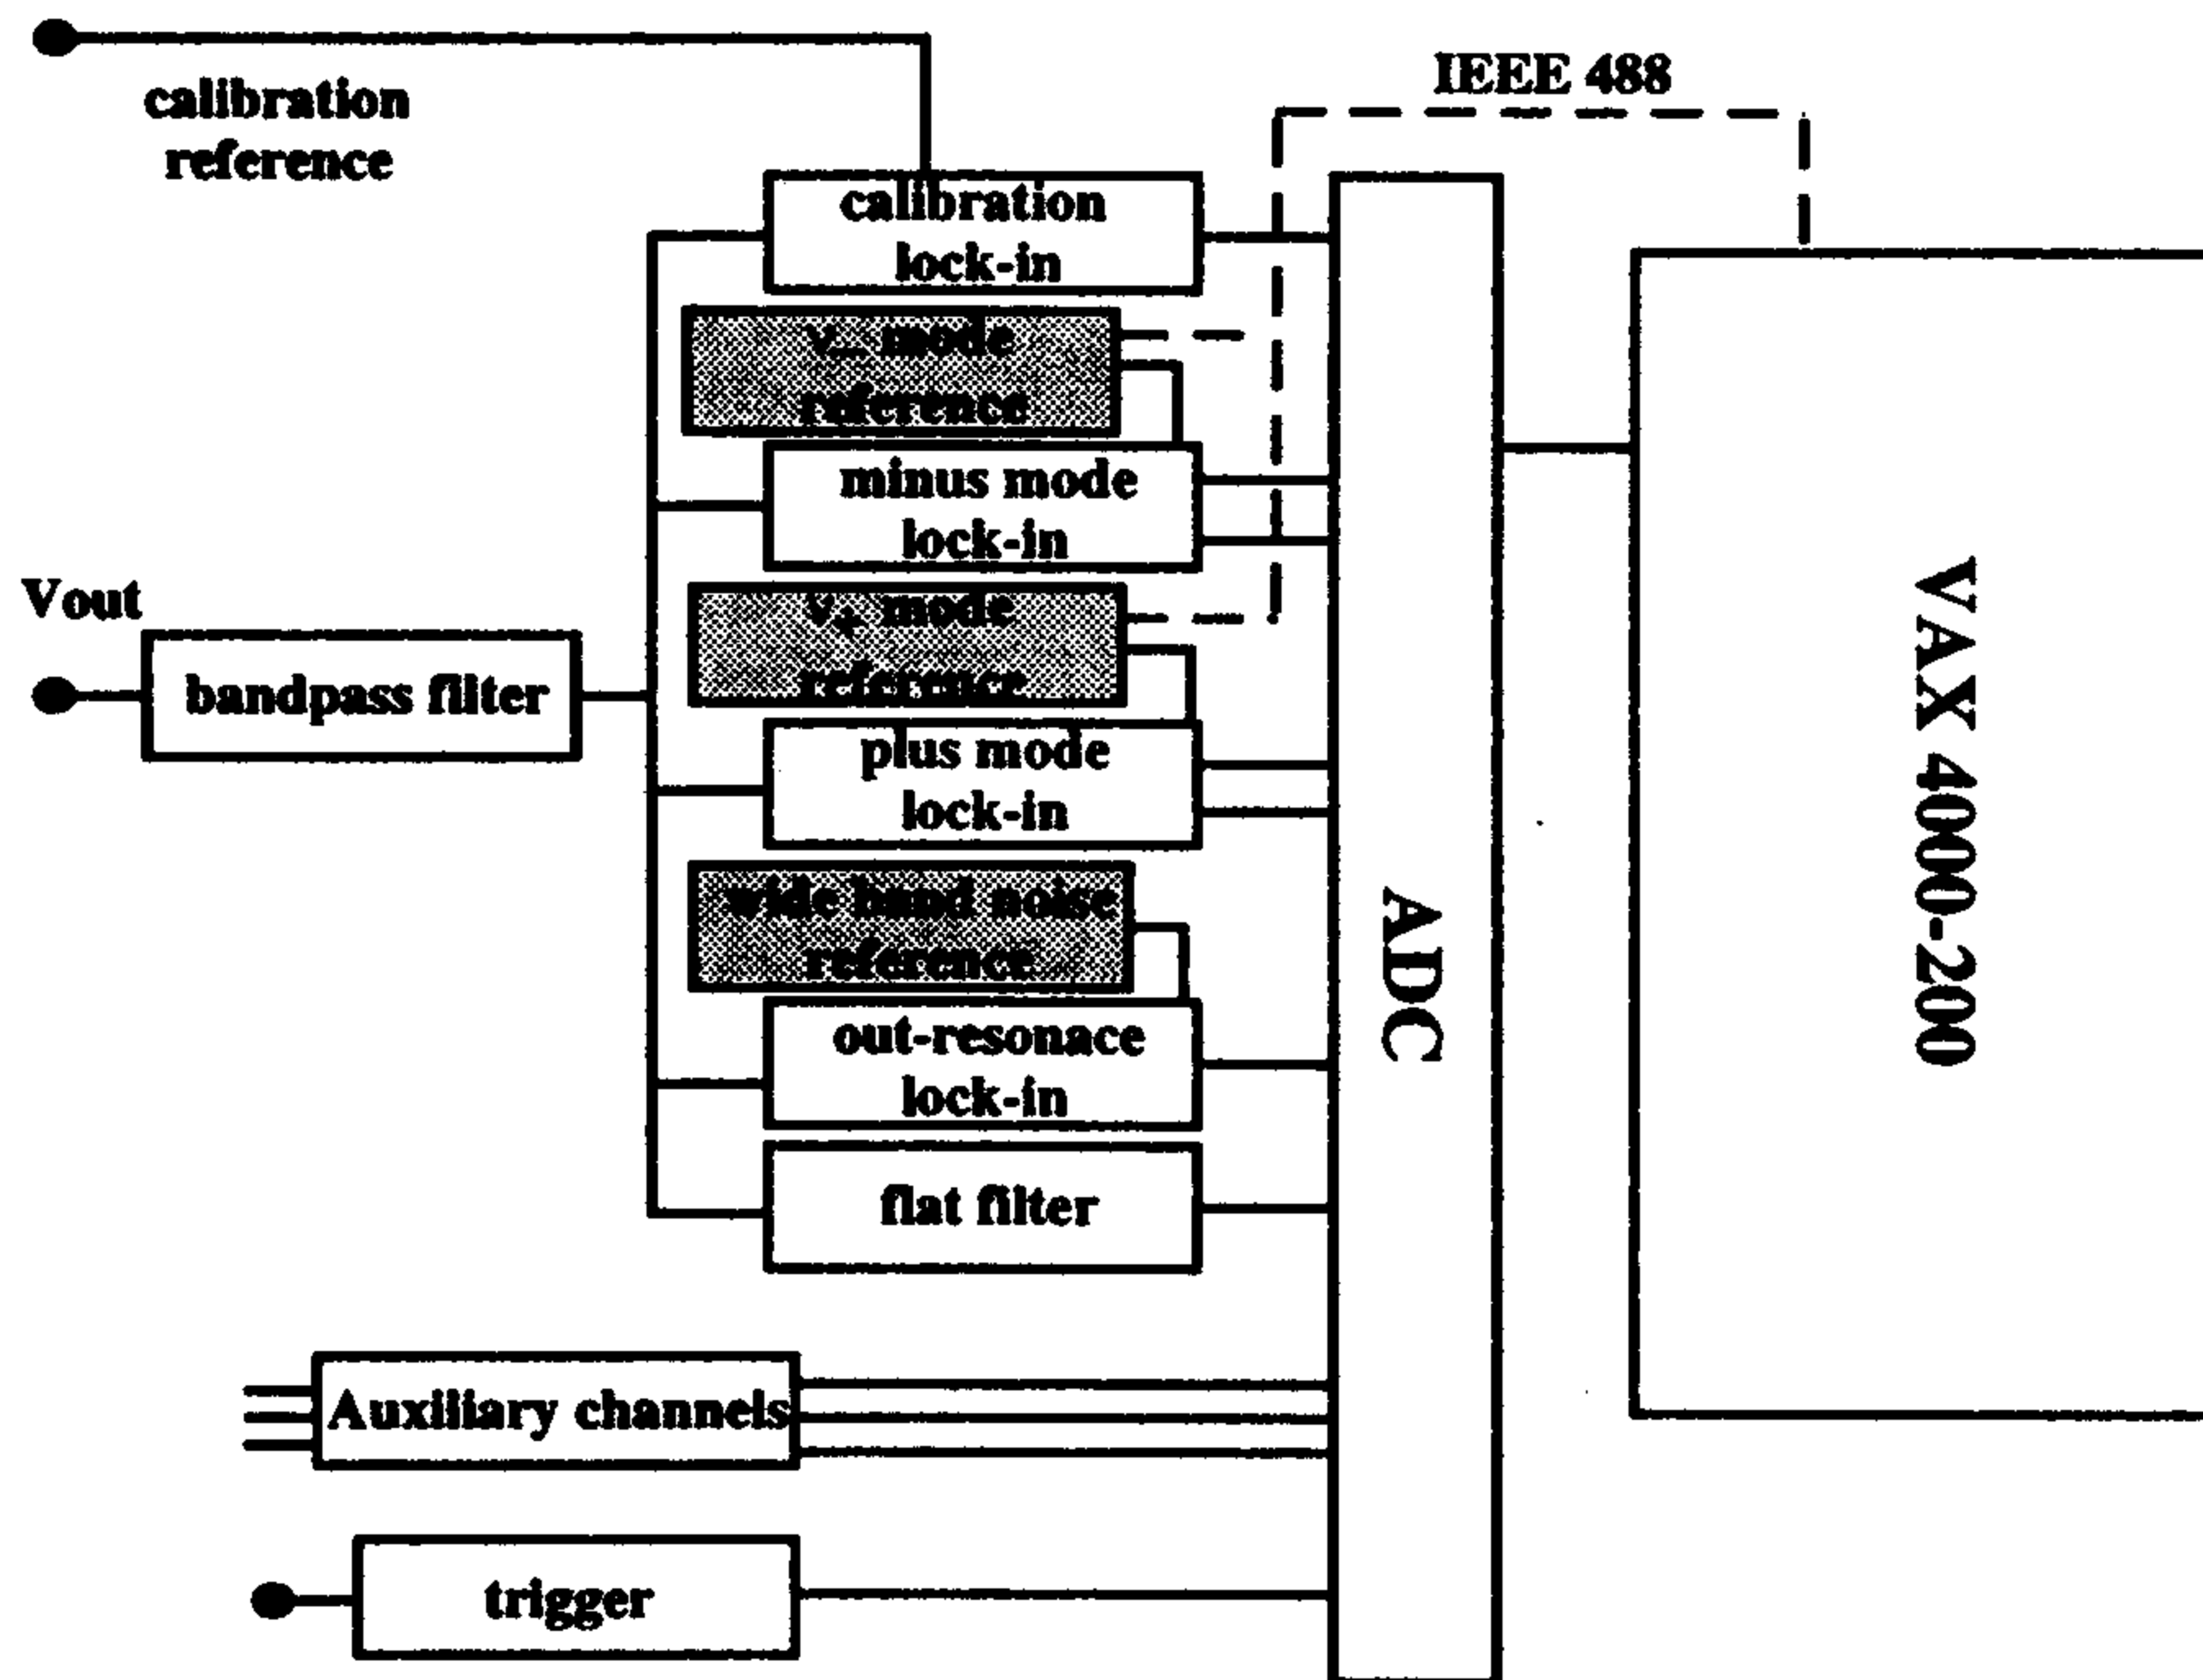 calibration
reference
IEEE 488
calibration
lock-in
v_ mode
reference
minus mode
lock-in
Vout
bandpass filter
v+ mode
reference
plus mode
lock-in
wide band noise
reference
out-resonace
lock-in
flat filter
ADC
VAX 4000-200
Auxiliary channels
trigger